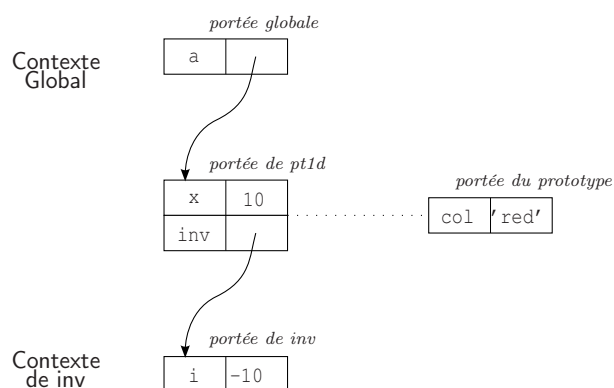 portée globale
Contexte
Global
a
portée de pt1d
x 10
portée du prototype
inv
col 'red'
portée de inv
Contexte
de inv
i -10